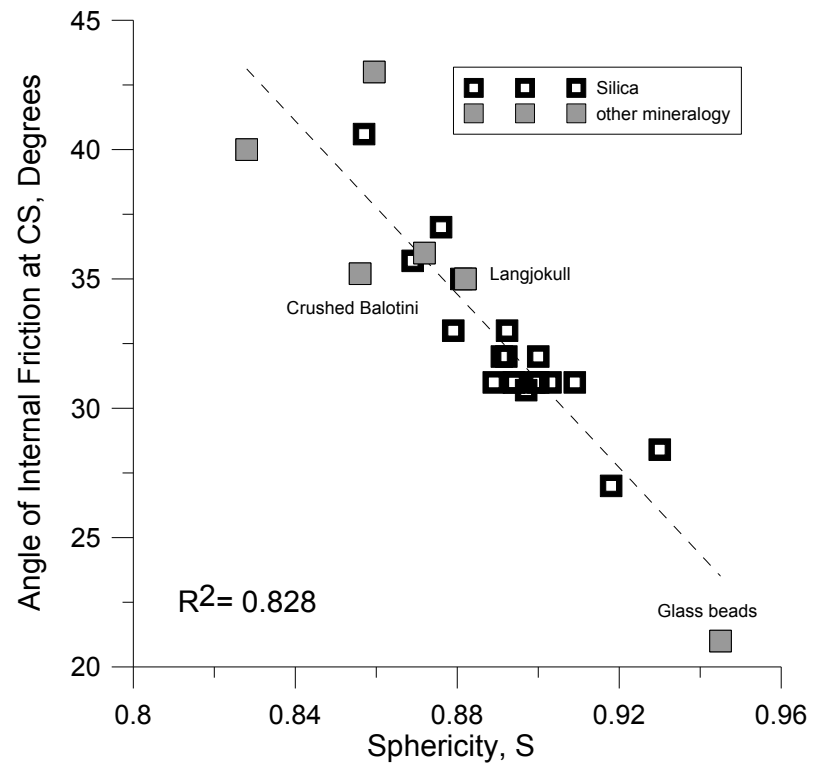 45
40
35
30
25
20
Angle of Internal Friction at CS, Degrees
Silica
other mineralogy
Langjokull
Crushed Balotini
Glass beads
R2= 0.828
0.8 0.84 0.88 0.92 0.96
Sphericity, S